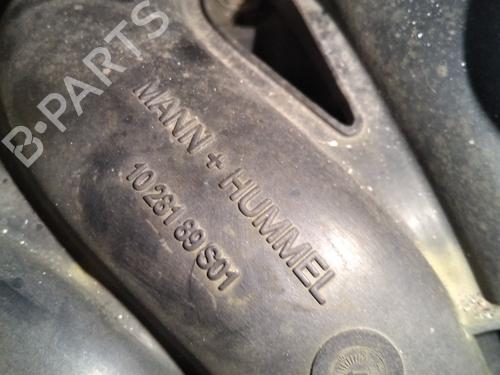 B-PARTS
MANN + HUMMEL
10 281 89 S01